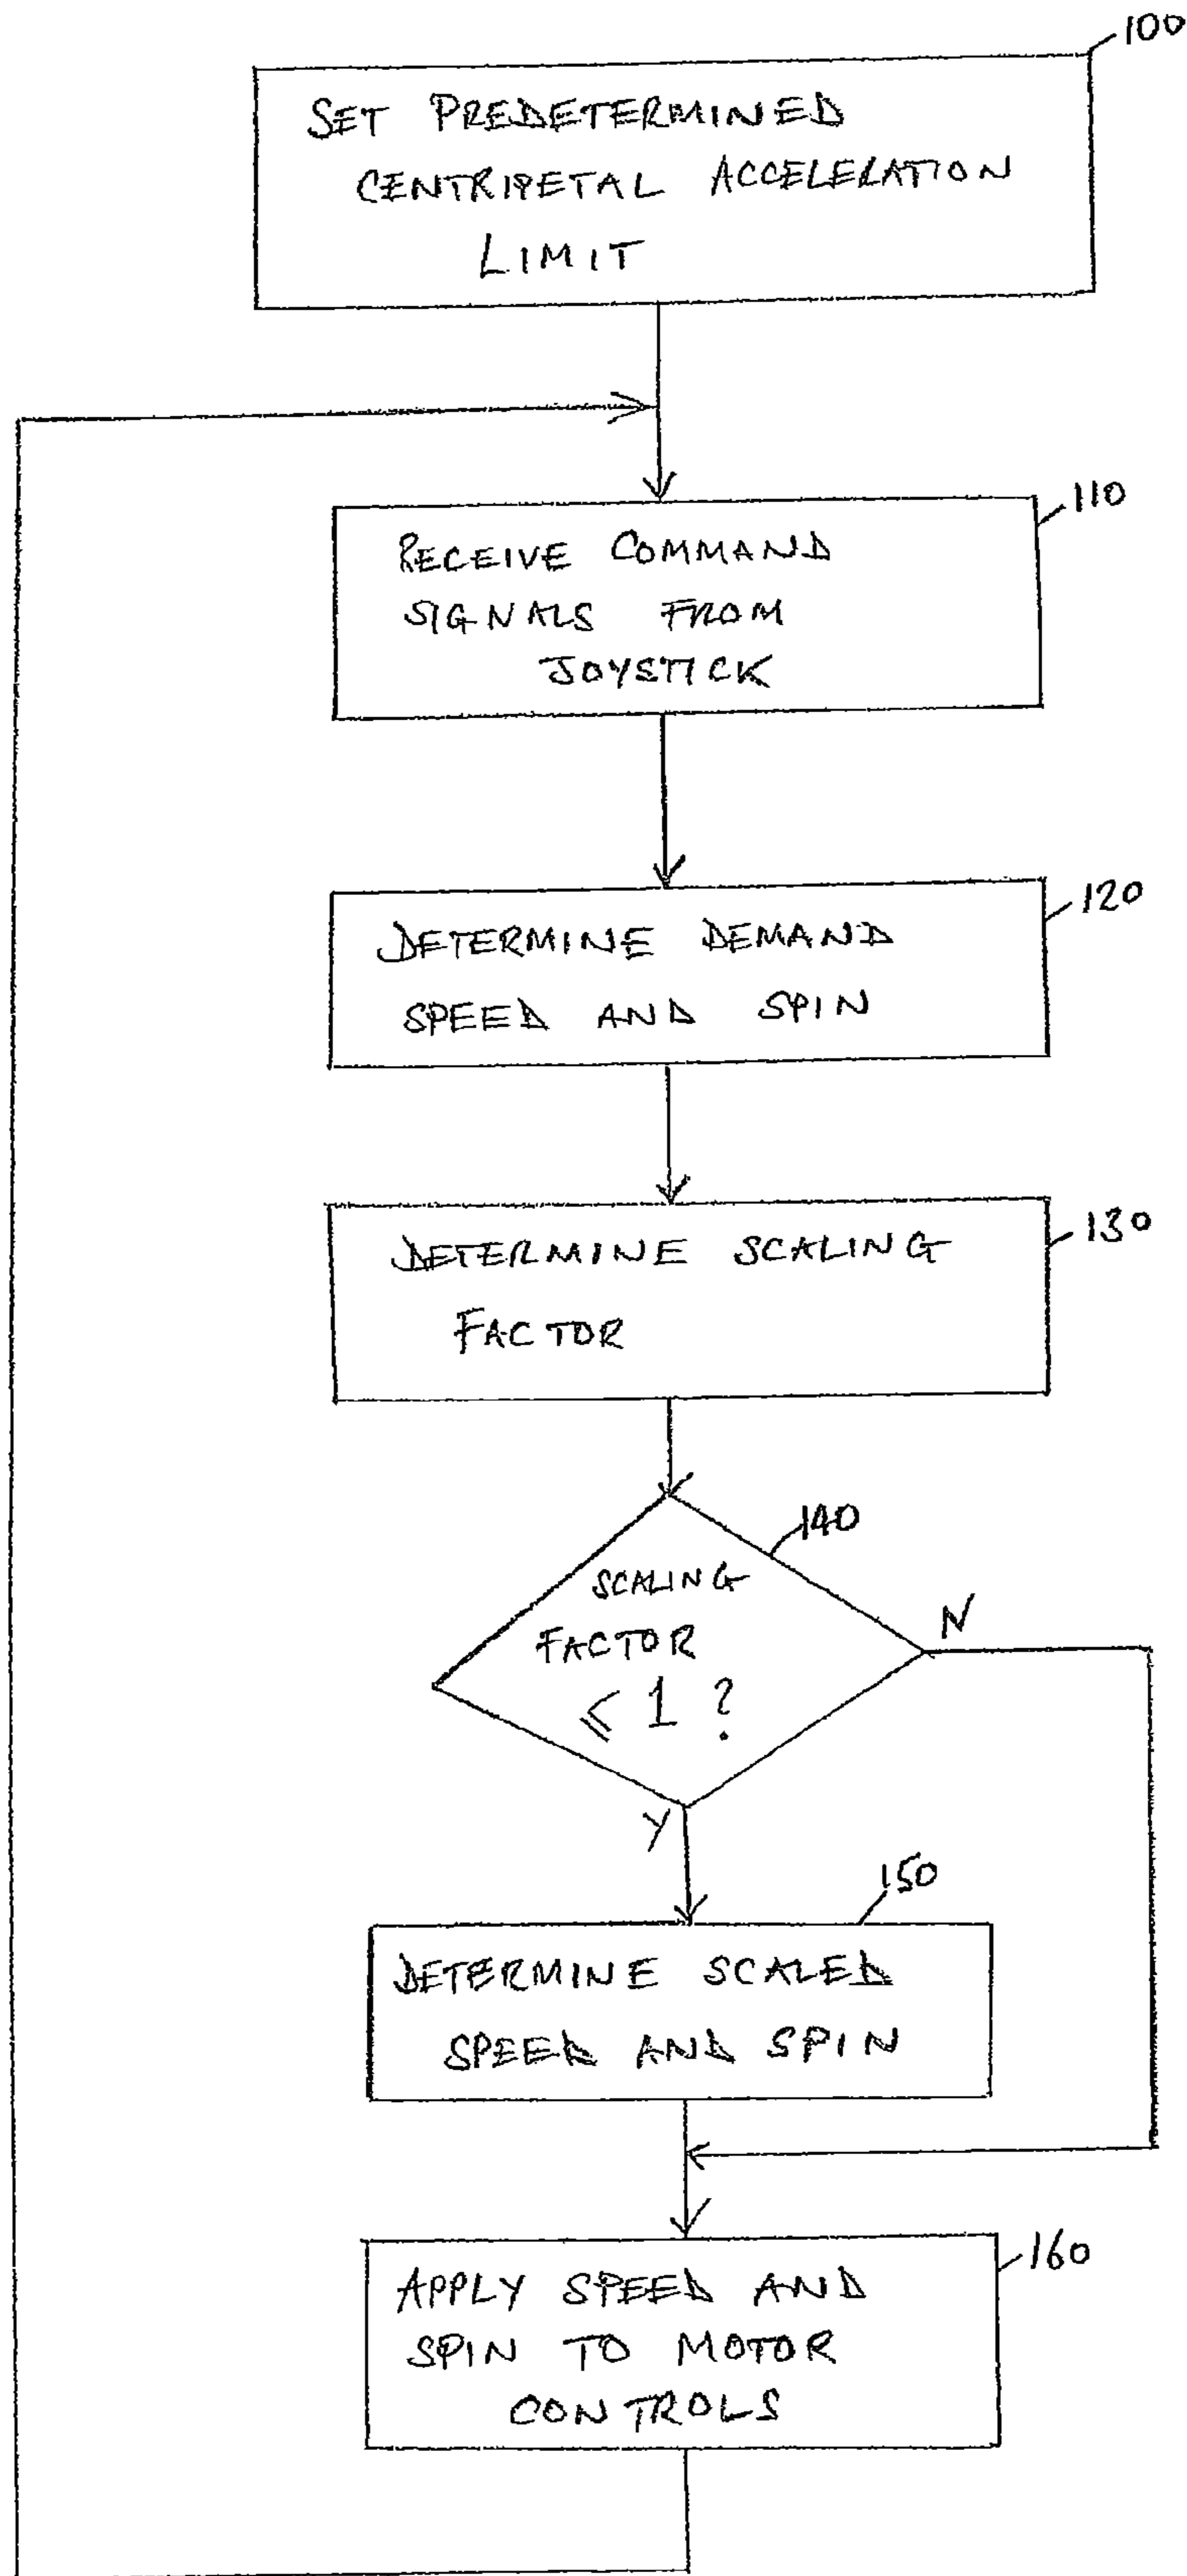 100
SET PREDETERMINED
CENTRIPETAL ACCELERATION
LIMIT
110
RECEIVE COMMAND
SIGNALS FROM
JOYSTICK
120
DETERMINE DEMAND
SPEED AND SPIN
130
DETERMINE SCALING
FACTOR
140
SCALING
FACTOR
≤ 1 ?
N
Y
150
DETERMINE SCALED
SPEED AND SPIN
160
APPLY SPEED AND
SPIN TO MOTOR
CONTROLS